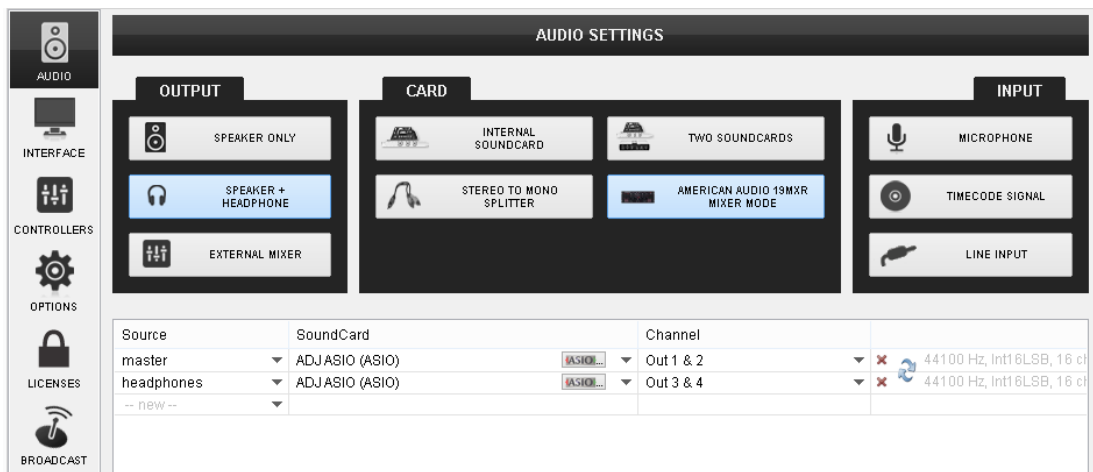 AUDIO SETTINGS
AUDIO
INTERFACE
CONTROLLERS
OPTIONS
LICENSES
BROADCAST
OUTPUT
SPEAKER ONLY
SPEAKER +
HEADPHONE
EXTERNAL MIXER
CARD
INTERNAL
SOUNDCARD
TWO SOUNDCARDS
STEREO TO MONO
SPLITTER
AMERICAN AUDIO 19MXR
MIXER MODE
INPUT
MICROPHONE
TIMECODE SIGNAL
LINE INPUT
Source SoundCard Channel
master ADJ ASIO (ASIO) ASIO... Out 1 & 2 44100 Hz, Int16LSB, 16 ch
headphones ADJ ASIO (ASIO) ASIO... Out 3 & 4 44100 Hz, Int16LSB, 16 ch
-- new --